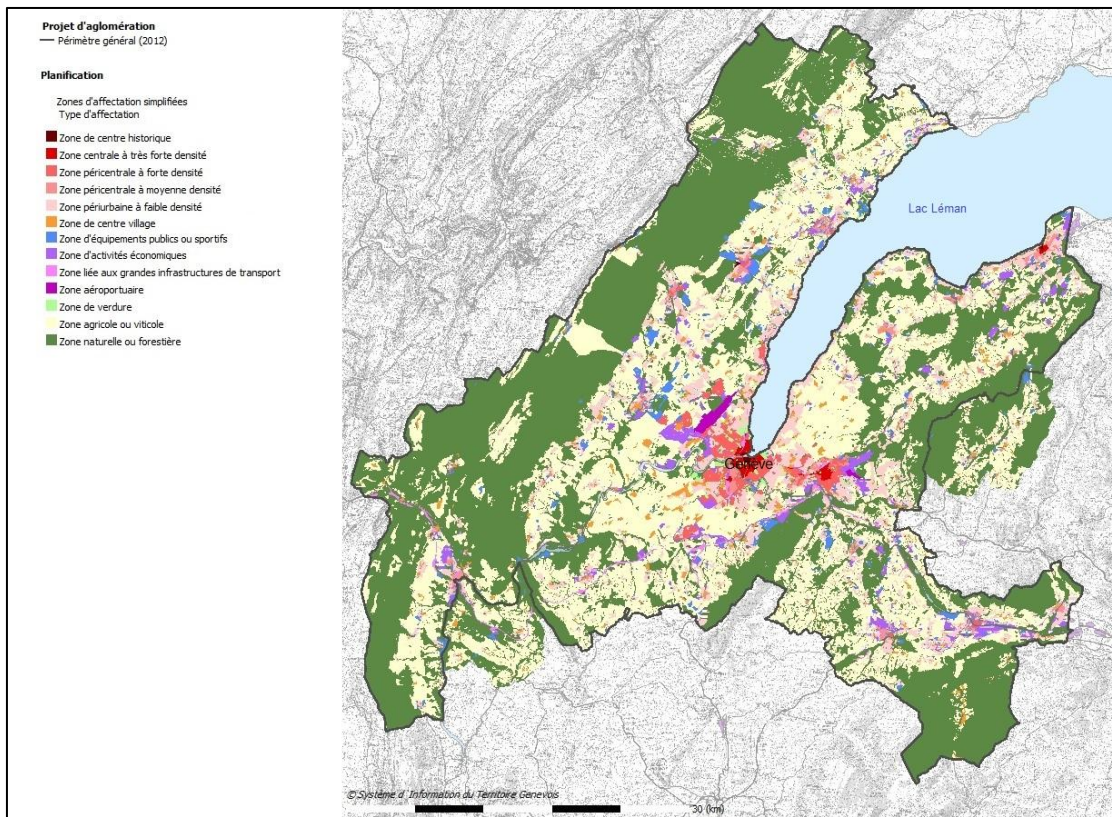 Projet d'aglomération
Périmètre général (2012)
Planification
Zones d'affectation simplifiées
Type d'affectation
Zone de centre historique
Zone centrale à très forte densité
Zone péricentrale à forte densité
Zone péricentrale à moyenne densité
Zone périurbaine à faible densité
Zone de centre village
Zone d'équipements publics ou sportifs
Zone d'activités économiques
Zone liée aux grandes infrastructures de transport
Zone aéroportuaire
Zone de verdure
Zone agricole ou viticole
Zone naturelle ou forestière
Lac Léman
Genève
© Système d'Information du Territoire Genevois
30 (km)